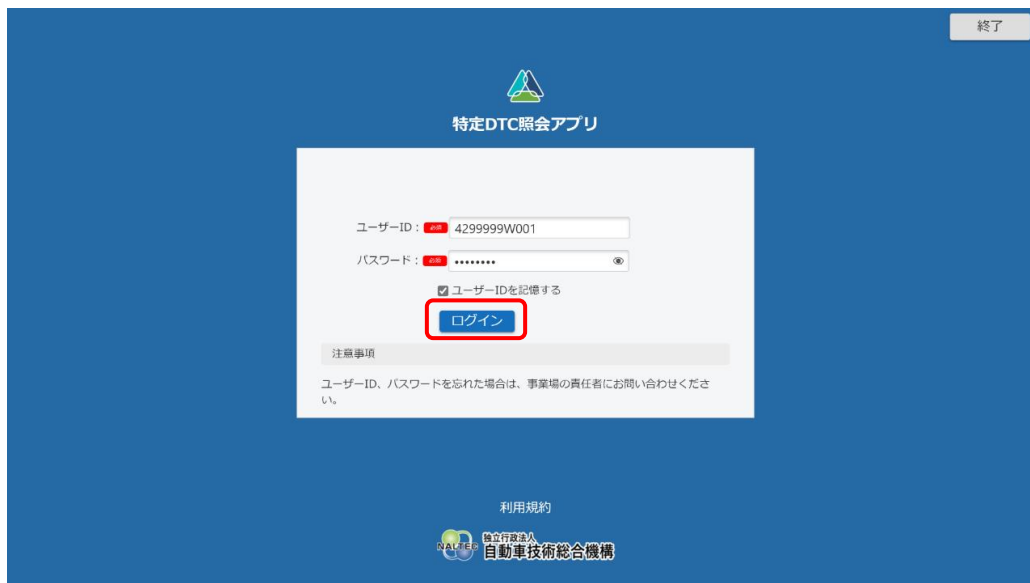 終了
特定DTC照会アプリ
ユーザーID： 必須 4299999W001
パスワード： 必須 ••••••••
ユーザーIDを記憶する
ログイン
注意事項
ユーザーID、パスワードを忘れた場合は、事業場の責任者にお問い合わせくださ
い。
利用規約
NALTEC 独立行政法人
自動車技術総合機構